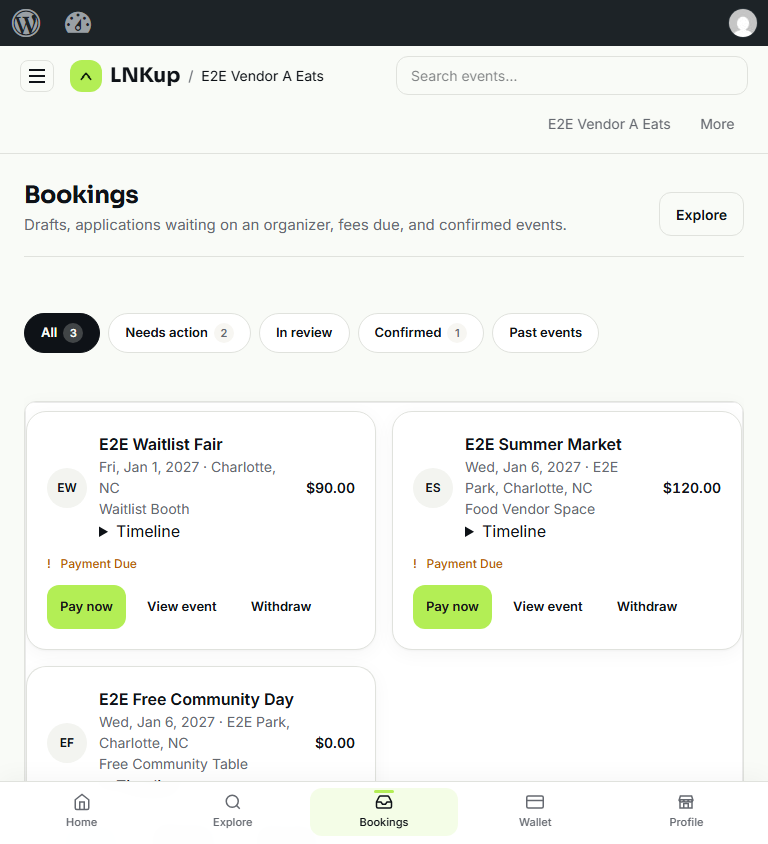 LNKup / E2E Vendor A Eats
Search events...
E2E Vendor A Eats
More
Bookings
Drafts, applications waiting on an organizer, fees due, and confirmed events.
Explore
All 3
Needs action 2
In review
Confirmed 1
Past events
EW
E2E Waitlist Fair
Fri, Jan 1, 2027 · Charlotte,
NC
Waitlist Booth
Timeline
$90.00
! Payment Due
Pay now
View event
Withdraw
ES
E2E Summer Market
Wed, Jan 6, 2027 · E2E
Park, Charlotte, NC
Food Vendor Space
Timeline
$120.00
! Payment Due
Pay now
View event
Withdraw
EF
E2E Free Community Day
Wed, Jan 6, 2027 · E2E Park,
Charlotte, NC
Free Community Table
$0.00
Home
Explore
Bookings
Wallet
Profile